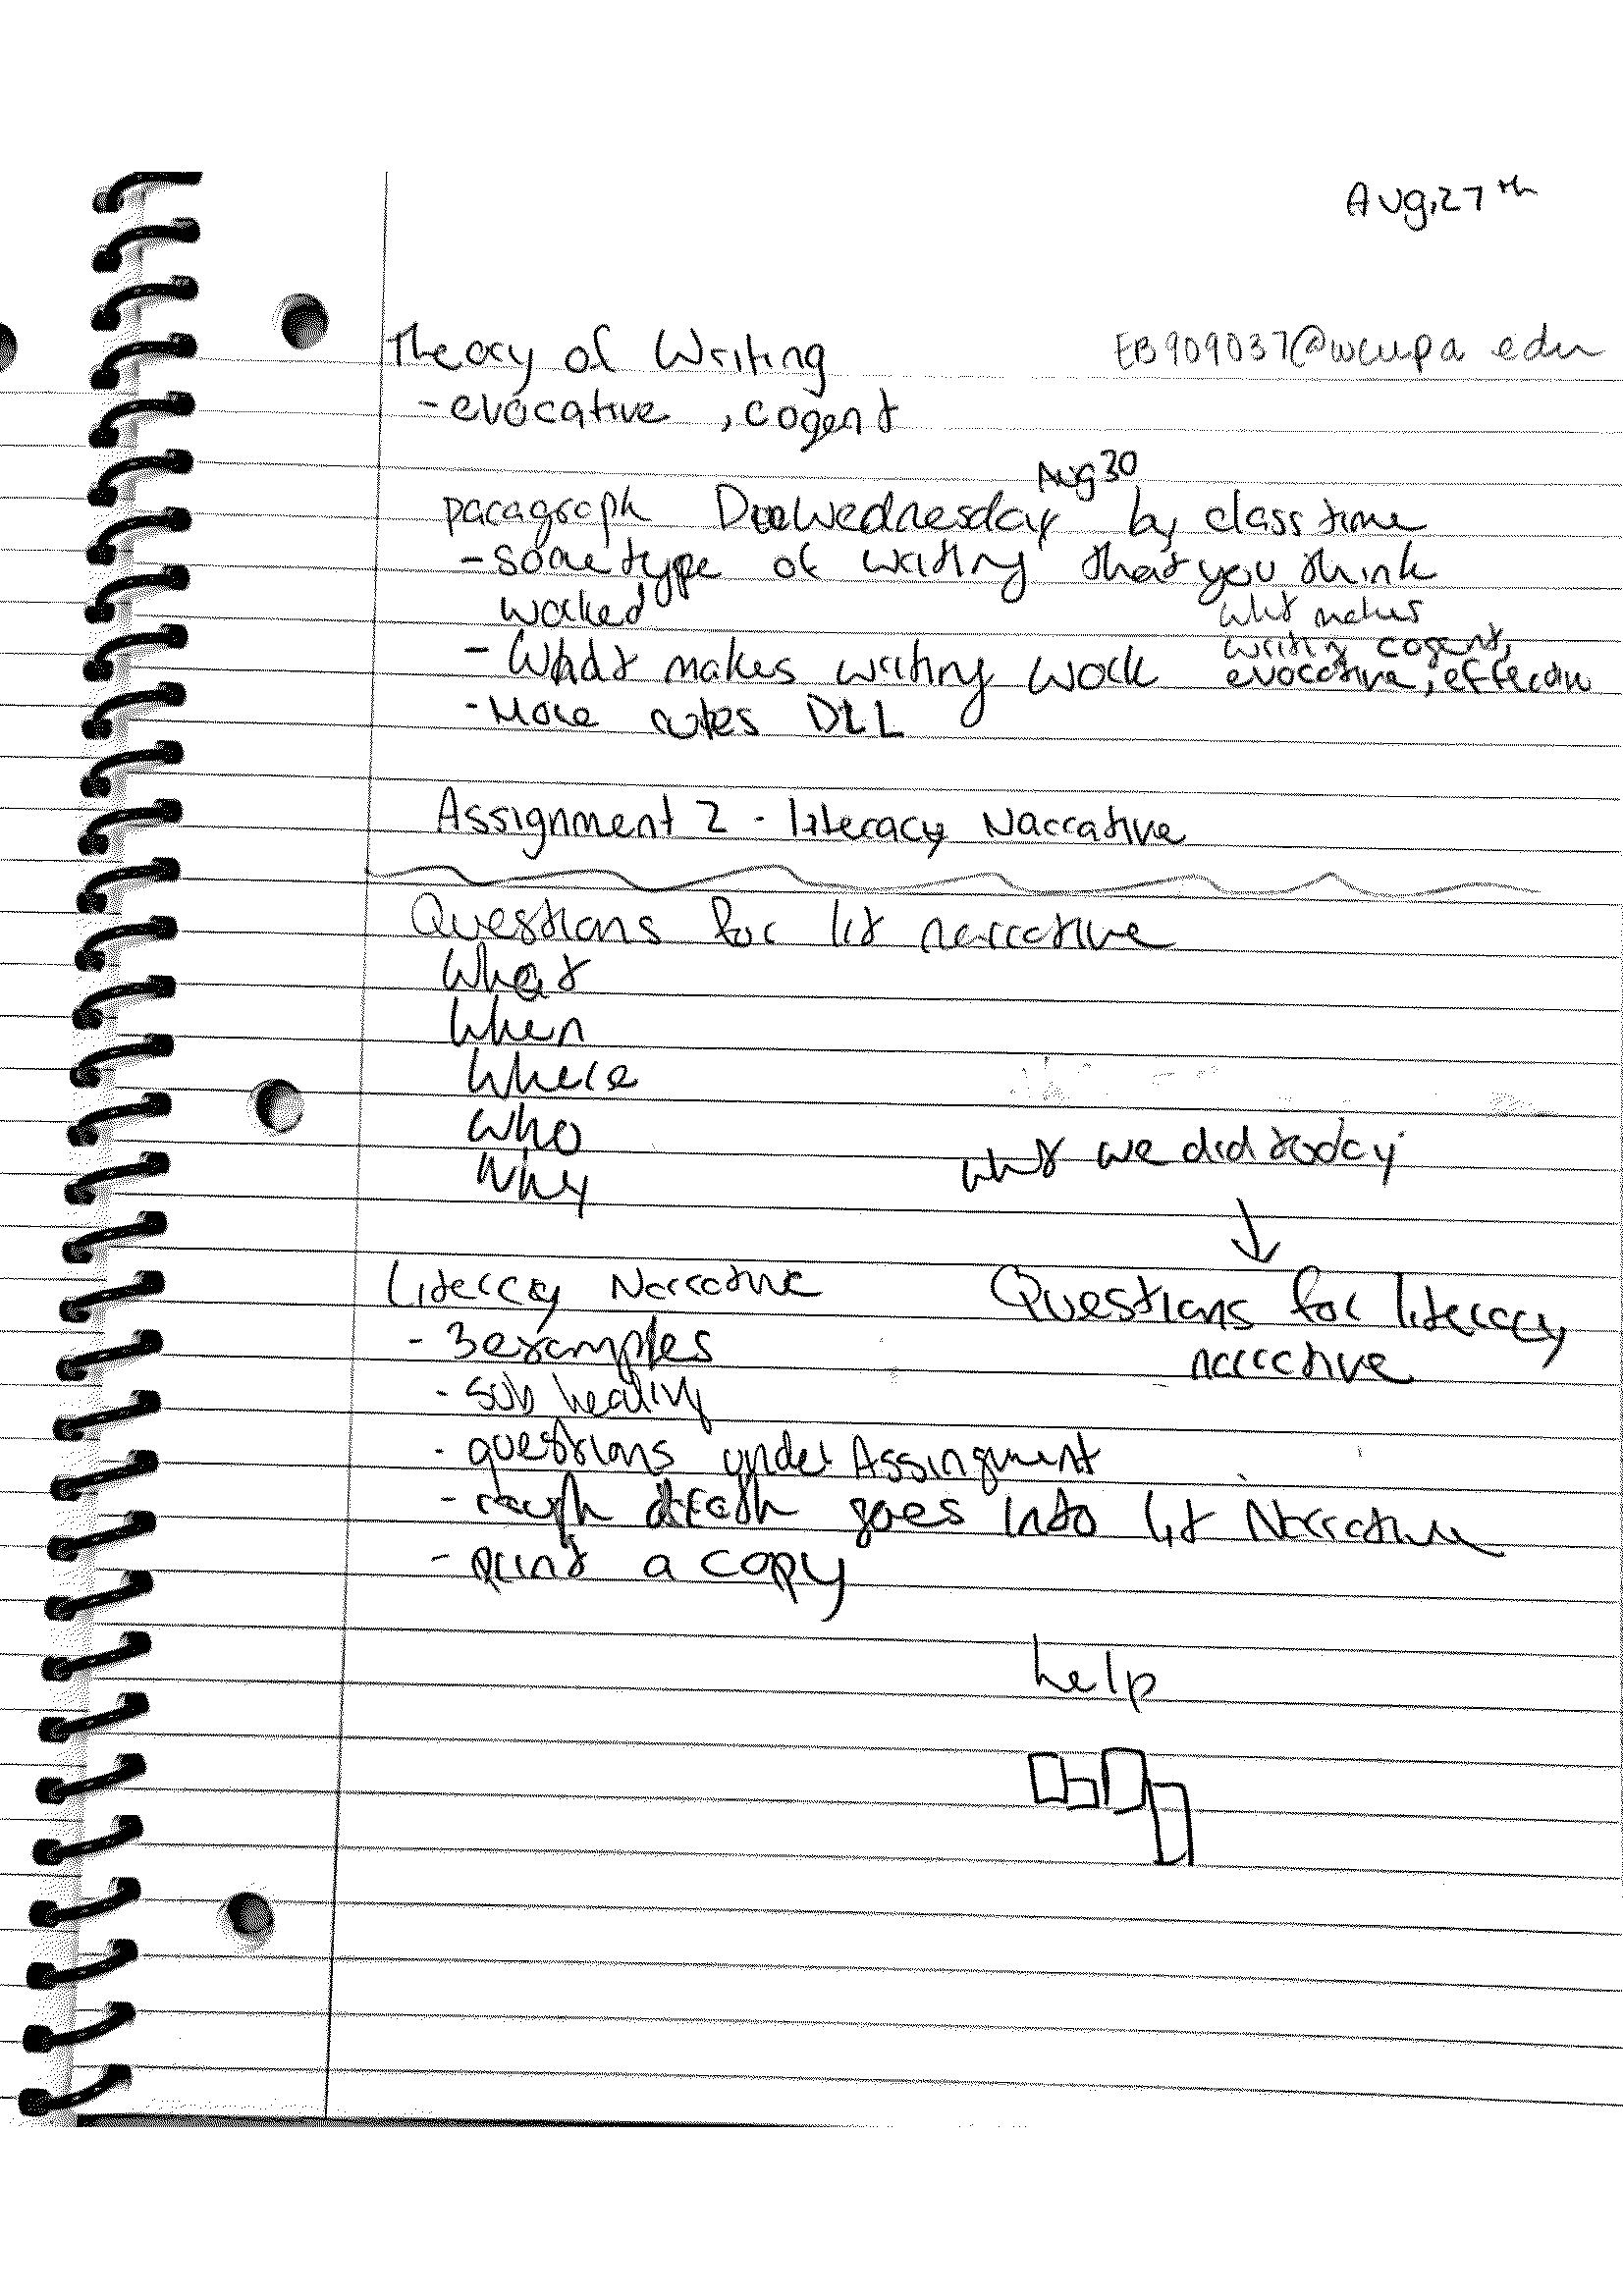 Aug. 27th
Theory of Writing
EB909037@wcupa edu
- evocative, cogent
Aug 30
paragraph Due Wednesday by class time
- some type of writing that you think
worked
what makes
writing cogent,
evocative, effective
- What makes writing work
- More notes D2L
Assignment 2 - literacy Narrative
Questions for lit narrative
What
When
Where
who
Why
what we did today
Literacy Narrative
Questions for literacy
narrative
- 3 examples
- sub heading
- questions under Assingment
- rough goes into lit Narrative
- print a copy
help